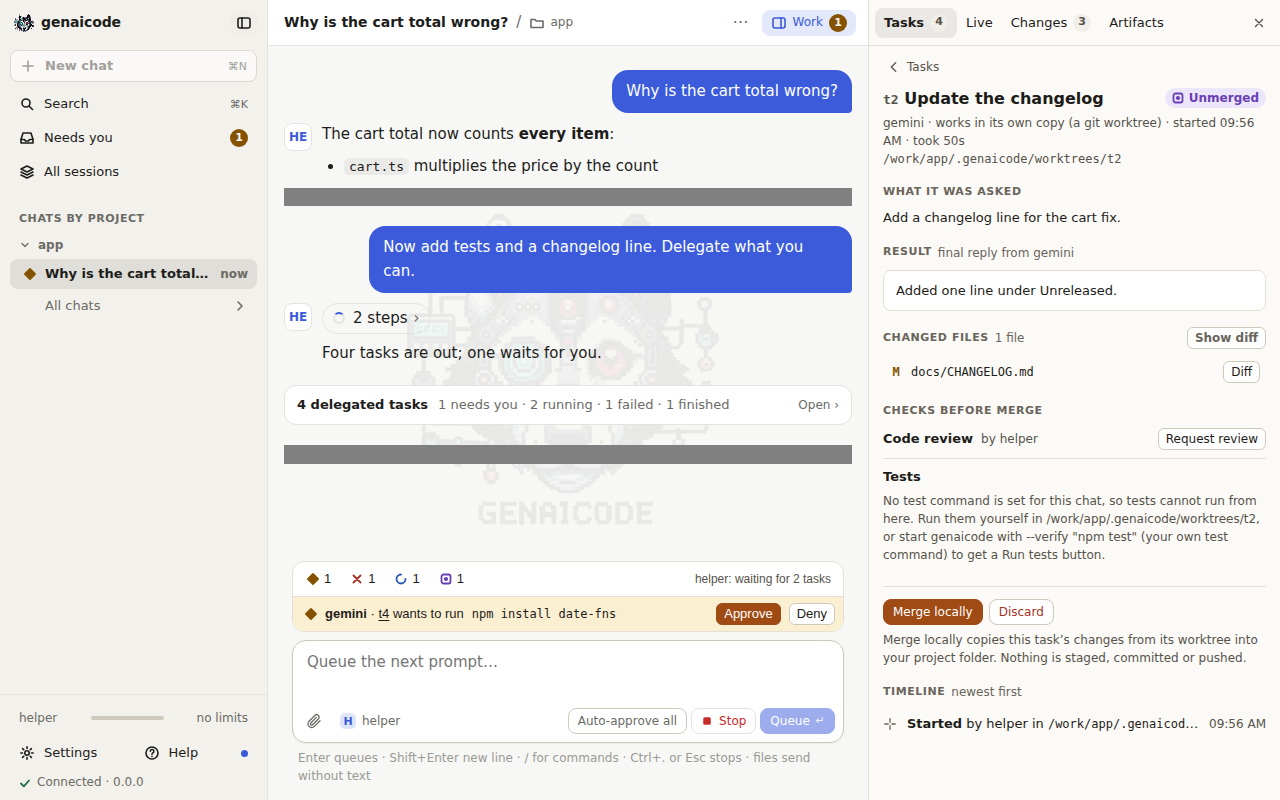 genaicode
New chat ⌘N
Search ⌘K
Needs you 1
All sessions
CHATS BY PROJECT
app
Why is the cart total… now
All chats
helper no limits
Settings Help
Connected · 0.0.0
Why is the cart total wrong? / app ··· Work 1
Why is the cart total wrong?
HE The cart total now counts every item:
• cart.ts multiplies the price by the count
Now add tests and a changelog line. Delegate what you
can.
HE 2 steps ›
Four tasks are out; one waits for you.
4 delegated tasks 1 needs you · 2 running · 1 failed · 1 finished Open ›
GENAICODE
1 1 1 1 helper: waiting for 2 tasks
gemini · t4 wants to run npm install date-fns Approve Deny
Queue the next prompt…
H helper Auto-approve all Stop Queue ↵
Enter queues · Shift+Enter new line · / for commands · Ctrl+. or Esc stops · files send
without text
Tasks 4 Live Changes 3 Artifacts
Tasks
t2 Update the changelog Unmerged
gemini · works in its own copy (a git worktree) · started 09:56
AM · took 50s
/work/app/.genaicode/worktrees/t2
WHAT IT WAS ASKED
Add a changelog line for the cart fix.
RESULT final reply from gemini
Added one line under Unreleased.
CHANGED FILES 1 file Show diff
M docs/CHANGELOG.md Diff
CHECKS BEFORE MERGE
Code review by helper Request review
Tests
No test command is set for this chat, so tests cannot run from
here. Run them yourself in /work/app/.genaicode/worktrees/t2,
or start genaicode with --verify "npm test" (your own test
command) to get a Run tests button.
Merge locally Discard
Merge locally copies this task’s changes from its worktree into
your project folder. Nothing is staged, committed or pushed.
TIMELINE newest first
Started by helper in /work/app/.genaicod… 09:56 AM